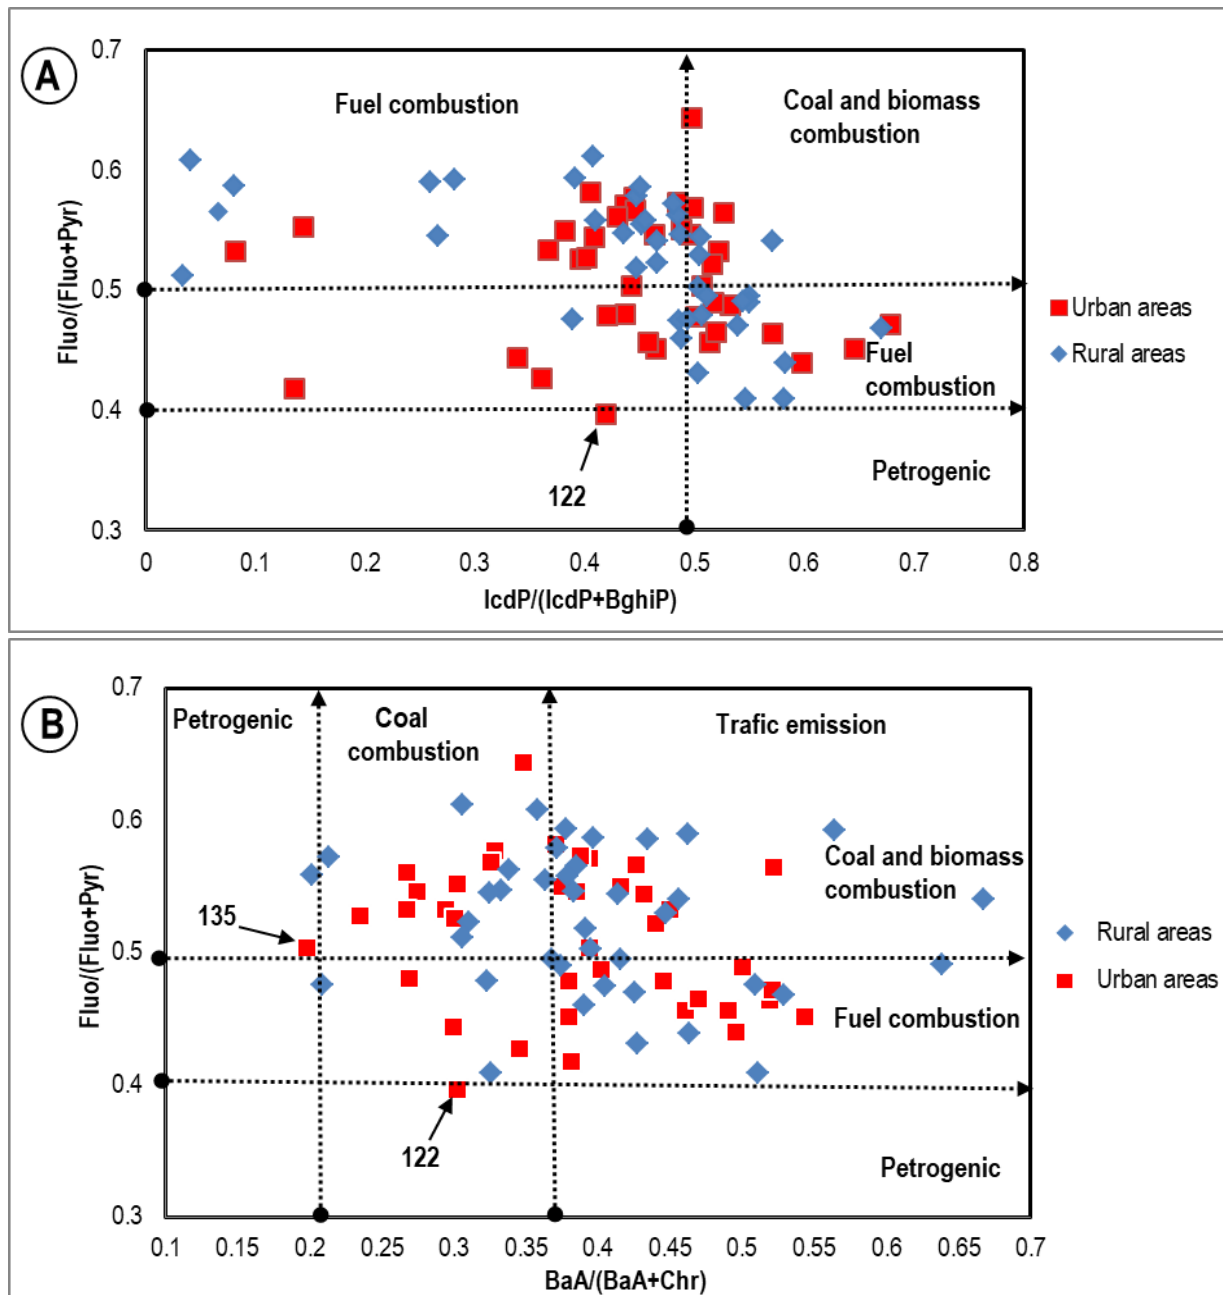 A
Fluo/(Fluo+Pyr)
0.7
0.6
0.5
0.4
0.3
Fuel combustion
Coal and biomass
combustion
Fuel
combustion
Petrogenic
122
0 0.1 0.2 0.3 0.4 0.5 0.6 0.7 0.8
IcdP/(IcdP+BghiP)
Urban areas
Rural areas
B
Fluo/(Fluo+Pyr)
0.7
0.6
0.5
0.4
0.3
Petrogenic
Coal
combustion
Trafic emission
Coal and biomass
combustion
135
Fuel combustion
122
Petrogenic
0.1 0.15 0.2 0.25 0.3 0.35 0.4 0.45 0.5 0.55 0.6 0.65 0.7
BaA/(BaA+Chr)
Rural areas
Urban areas